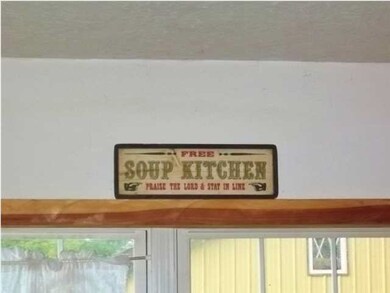 FREE
SOUP KITCHEN
PRAISE THE LORD & STAY IN LINE